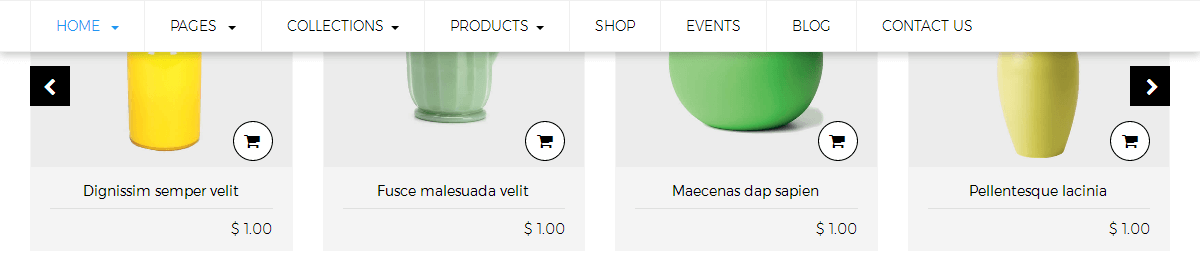 HOME PAGES COLLECTIONS PRODUCTS SHOP EVENTS BLOG CONTACT US
Dignissim semper velit
$ 1.00
Fusce malesuada velit
$ 1.00
Maecenas dap sapien
$ 1.00
Pellentesque lacinia
$ 1.00